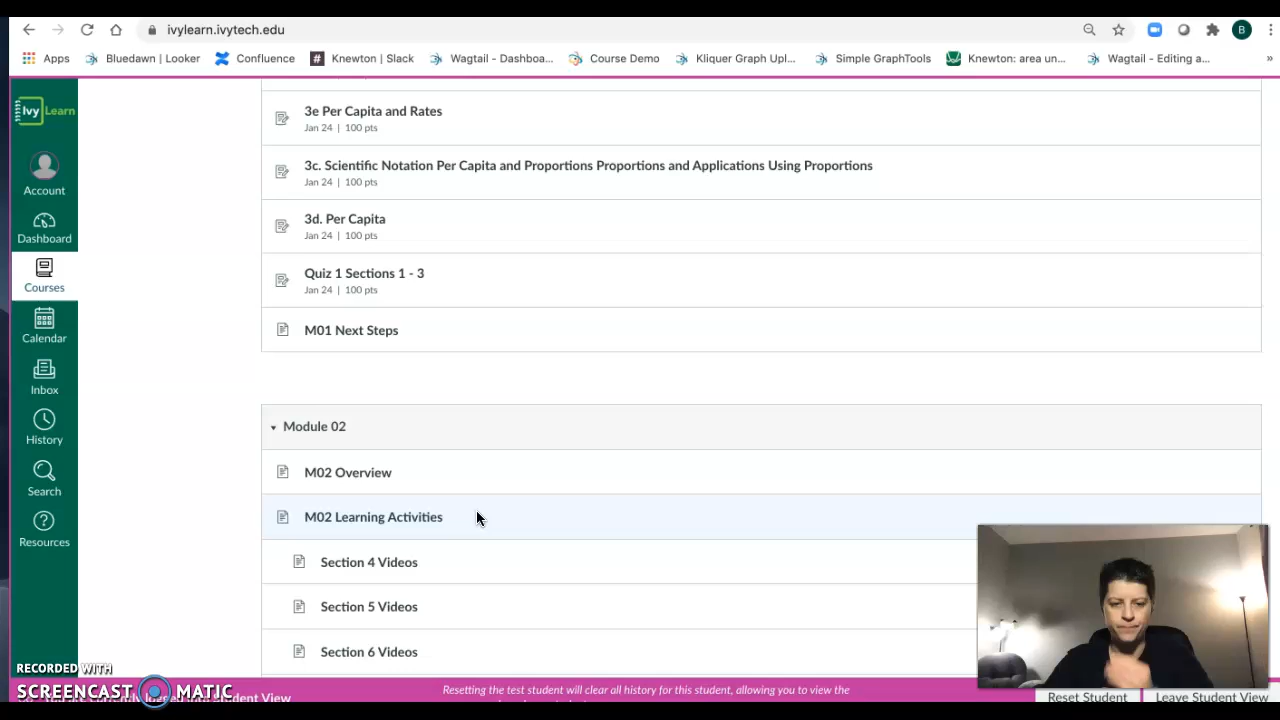 ivylearn.ivytech.edu
B
Apps Bluedawn | Looker Confluence Knewton | Slack Wagtail - Dashboa... Course Demo Kliquer Graph Upl... Simple GraphTools Knewton: area un... Wagtail - Editing a... »
Ivy Learn
Account
Dashboard
Courses
Calendar
Inbox
History
Search
Resources
3e Per Capita and Rates
Jan 24 | 100 pts
3c. Scientific Notation Per Capita and Proportions Proportions and Applications Using Proportions
Jan 24 | 100 pts
3d. Per Capita
Jan 24 | 100 pts
Quiz 1 Sections 1 - 3
Jan 24 | 100 pts
M01 Next Steps
Module 02
M02 Overview
M02 Learning Activities
Section 4 Videos
Section 5 Videos
Section 6 Videos
RECORDED WITH
SCREENCAST MATIC
Student View
Resetting the test student will clear all history for this student, allowing you to view the
Reset Student Leave Student View